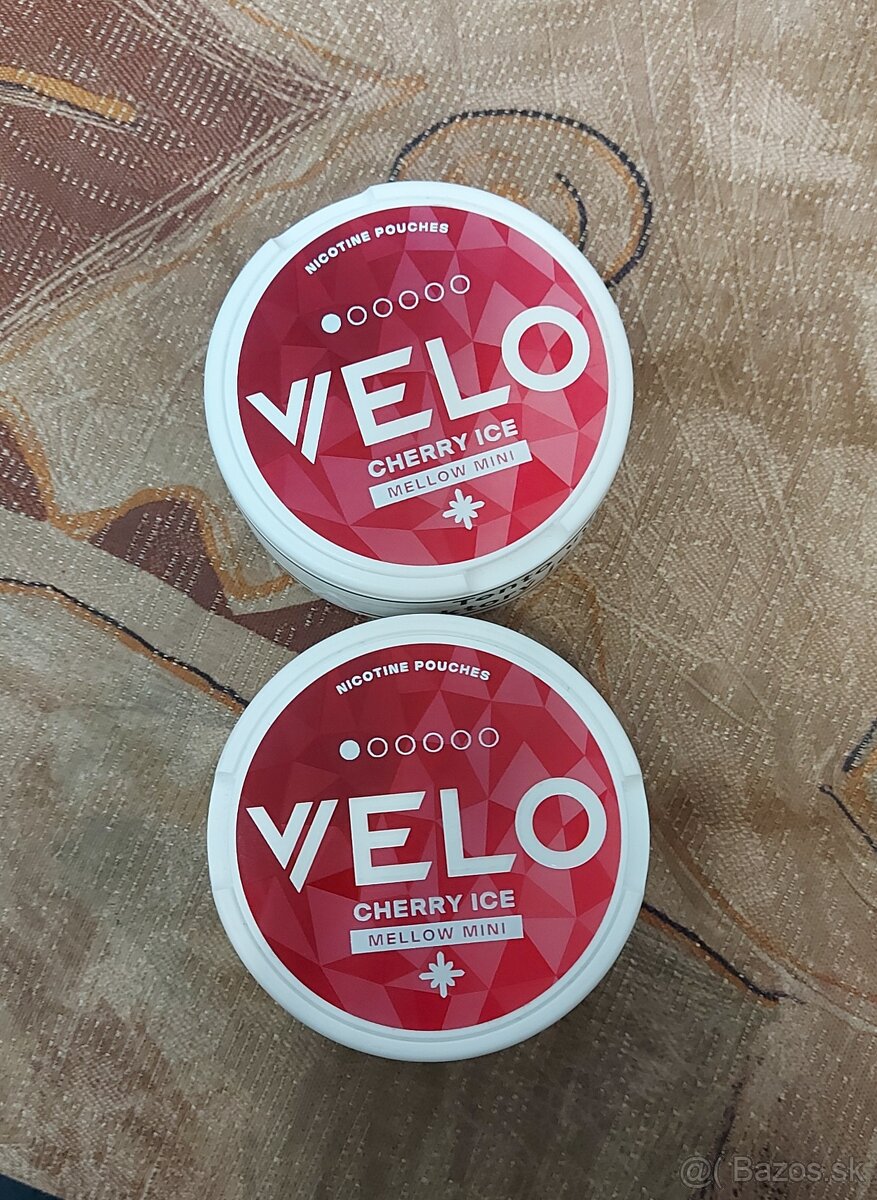 NICOTINE POUCHES
VELO
CHERRY ICE
MELLOW MINI
NICOTINE POUCHES
VELO
CHERRY ICE
MELLOW MINI
Bazos.sk